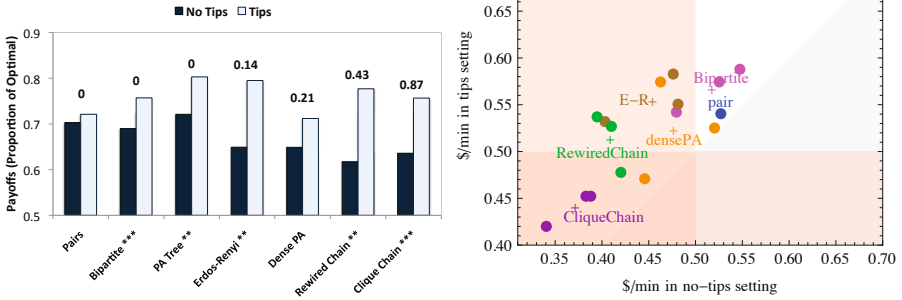 No Tips Tips
Payoffs (Proportion of Optimal)
0.9
0.8
0.7
0.6
0.5
0
0
0
0.14
0.21
0.43
0.87
Pairs
Bipartite ***
PA Tree **
Erdos-Renyi **
Dense PA
Rewired Chain **
Clique Chain ***
$/min in tips setting
0.65
0.60
0.55
0.50
0.45
0.40
Bipartite
E-R
pair
densePA
RewiredChain
CliqueChain
0.35 0.40 0.45 0.50 0.55 0.60 0.65 0.70
$/min in no−tips setting